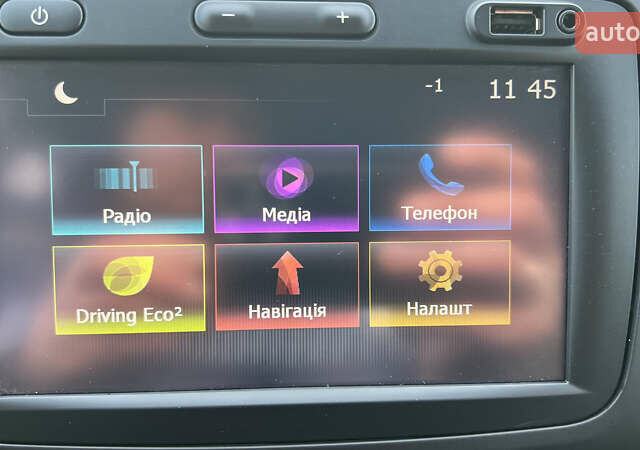 auto
-1
11 45
Радіо
Медіа
Телефон
Driving Eco²
Навігація
Налашт